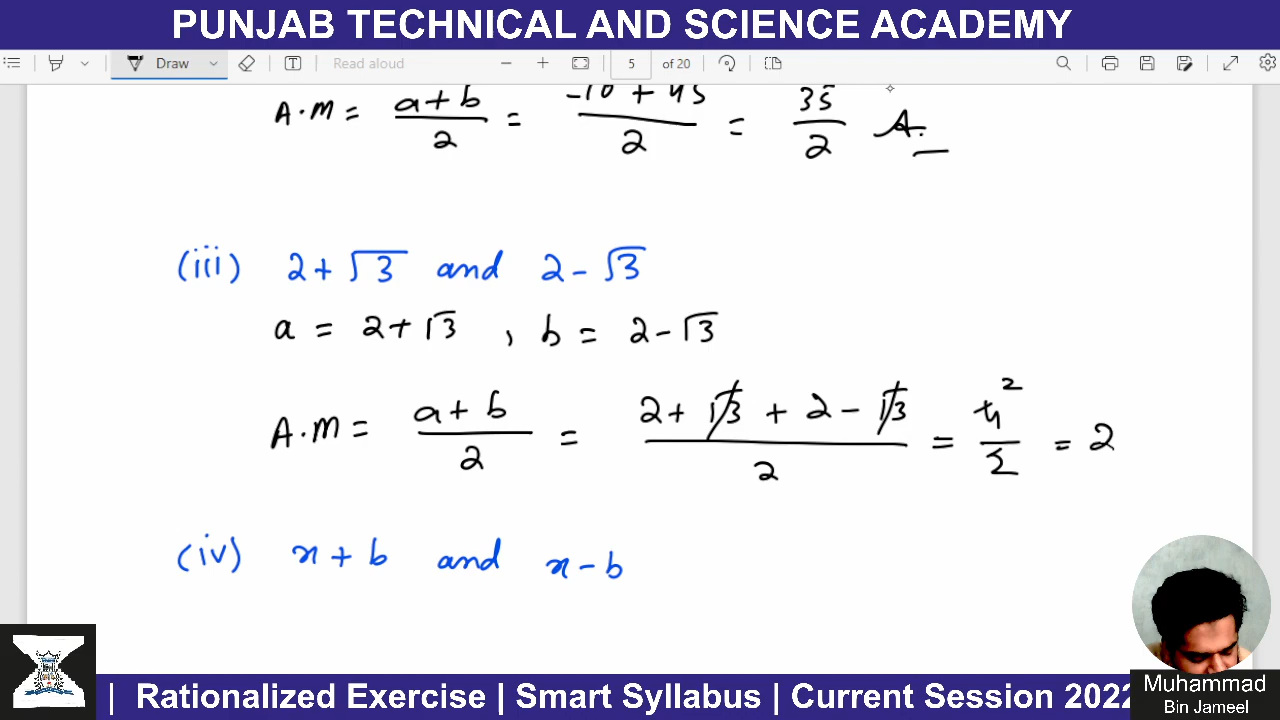 PUNJAB TECHNICAL AND SCIENCE ACADEMY
Draw Read aloud 5 of 20
A.M = a+b/2 = -10 + 45/2 = 35/2 A.
(iii) 2+√3 and 2-√3
a = 2+√3 , b = 2-√3
A.M = a+b/2 = 2+√3 + 2-√3/2 = 4²/2 = 2
(iv) x+b and x-b
| Rationalized Exercise | Smart Syllabus | Current Session 2022
Muhammad
Bin Jameel